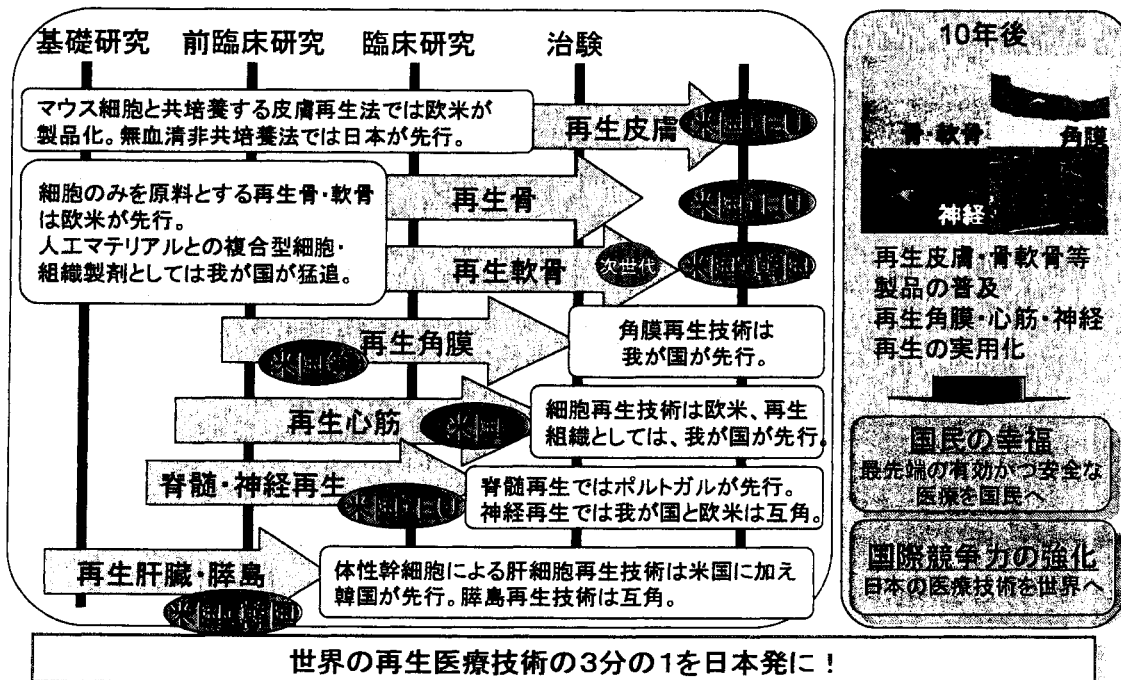 基礎研究 前臨床研究 臨床研究 治験
マウス細胞と共培養する皮膚再生法では欧米が
製品化。無血清非共培養法では日本が先行。
再生皮膚
米国・EU
細胞のみを原料とする再生骨・軟骨
は欧米が先行。
人工マテリアルとの複合型細胞・
組織製剤としては我が国が猛追。
再生骨
米国・EU
再生軟骨
次世代
再生角膜
角膜再生技術は
我が国が先行。
再生心筋
米国
細胞再生技術は欧米、再生
組織としては、我が国が先行。
脊髄・神経再生
米国・EU
脊髄再生ではポルトガルが先行。
神経再生では我が国と欧米は互角。
再生肝臓・膵島
体性幹細胞による肝細胞再生技術は米国に加え
韓国が先行。膵島再生技術は互角。
10年後
骨・軟骨
角膜
神経
再生皮膚・骨軟骨等
製品の普及
再生角膜・心筋・神経
再生の実用化
国民の幸福
最先端の有効かつ安全な
医療を国民へ
国際競争力の強化
日本の医療技術を世界へ
世界の再生医療技術の3分の1を日本発に！